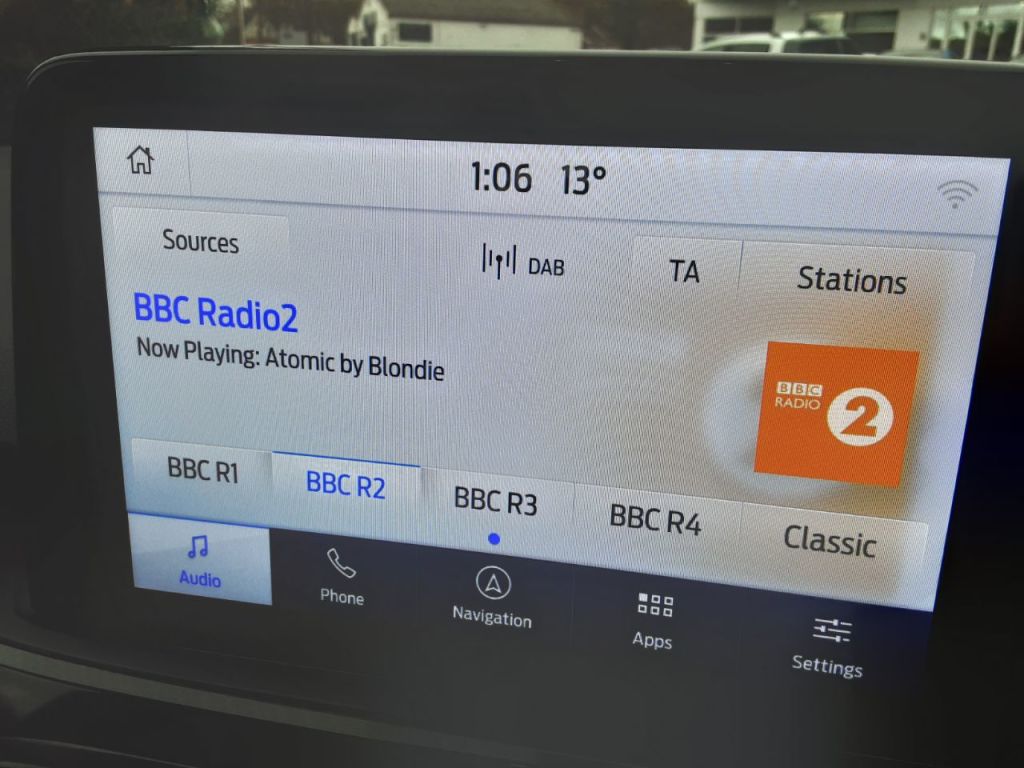 1:06 13°
Sources
DAB
TA
Stations
BBC Radio2
Now Playing: Atomic by Blondie
BBC
RADIO
2
BBC R1
BBC R2
BBC R3
BBC R4
Classic
Audio
Phone
Navigation
Apps
Settings